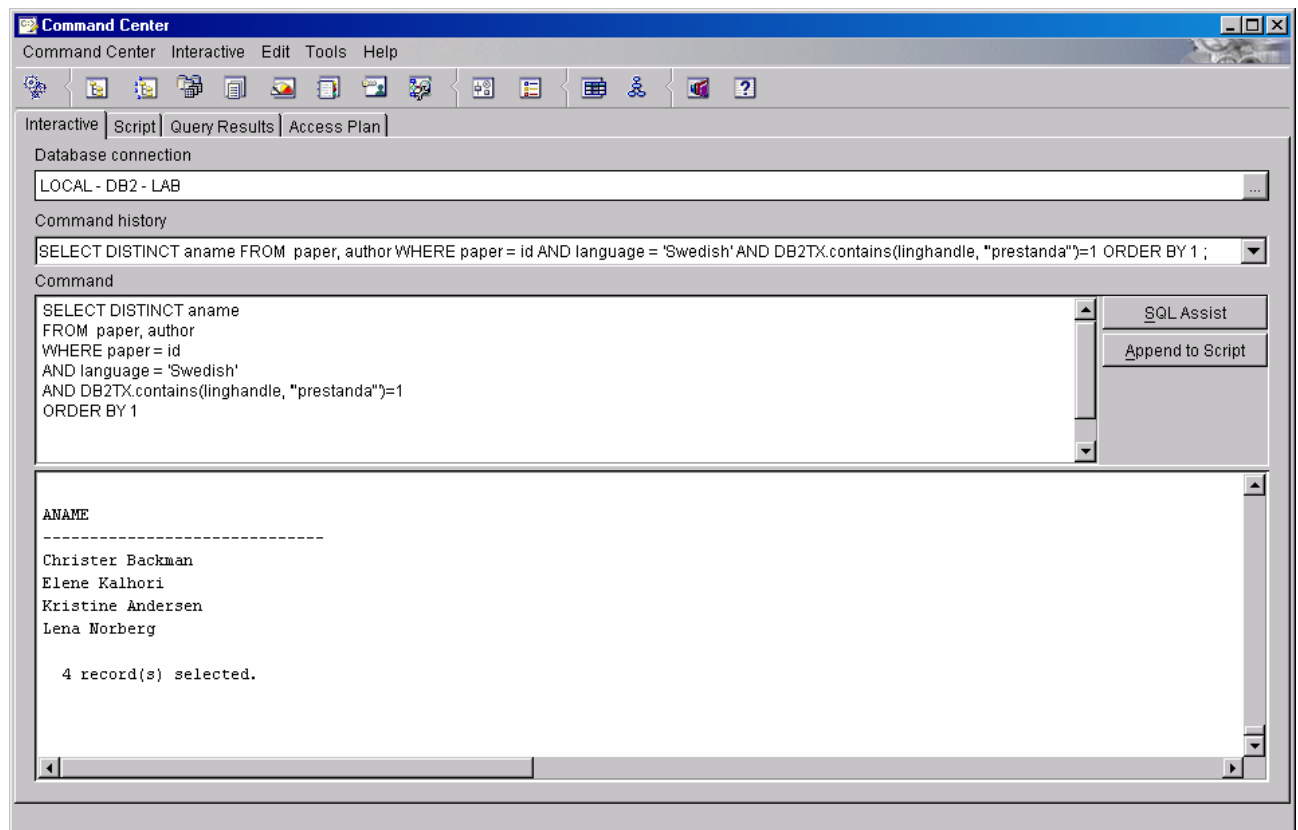 Command Center
Command Center Interactive Edit Tools Help
Interactive Script Query Results Access Plan
Database connection
LOCAL - DB2 - LAB
...
Command history
SELECT DISTINCT aname FROM paper, author WHERE paper = id AND language = 'Swedish' AND DB2TX.contains(linghandle, '"prestanda"')=1 ORDER BY 1 ;
Command
SELECT DISTINCT aname
FROM paper, author
WHERE paper = id
AND language = 'Swedish'
AND DB2TX.contains(linghandle, '"prestanda"')=1
ORDER BY 1
SQL Assist
Append to Script
ANAME
------------------------------
Christer Backman
Elene Kalhori
Kristine Andersen
Lena Norberg
4 record(s) selected.